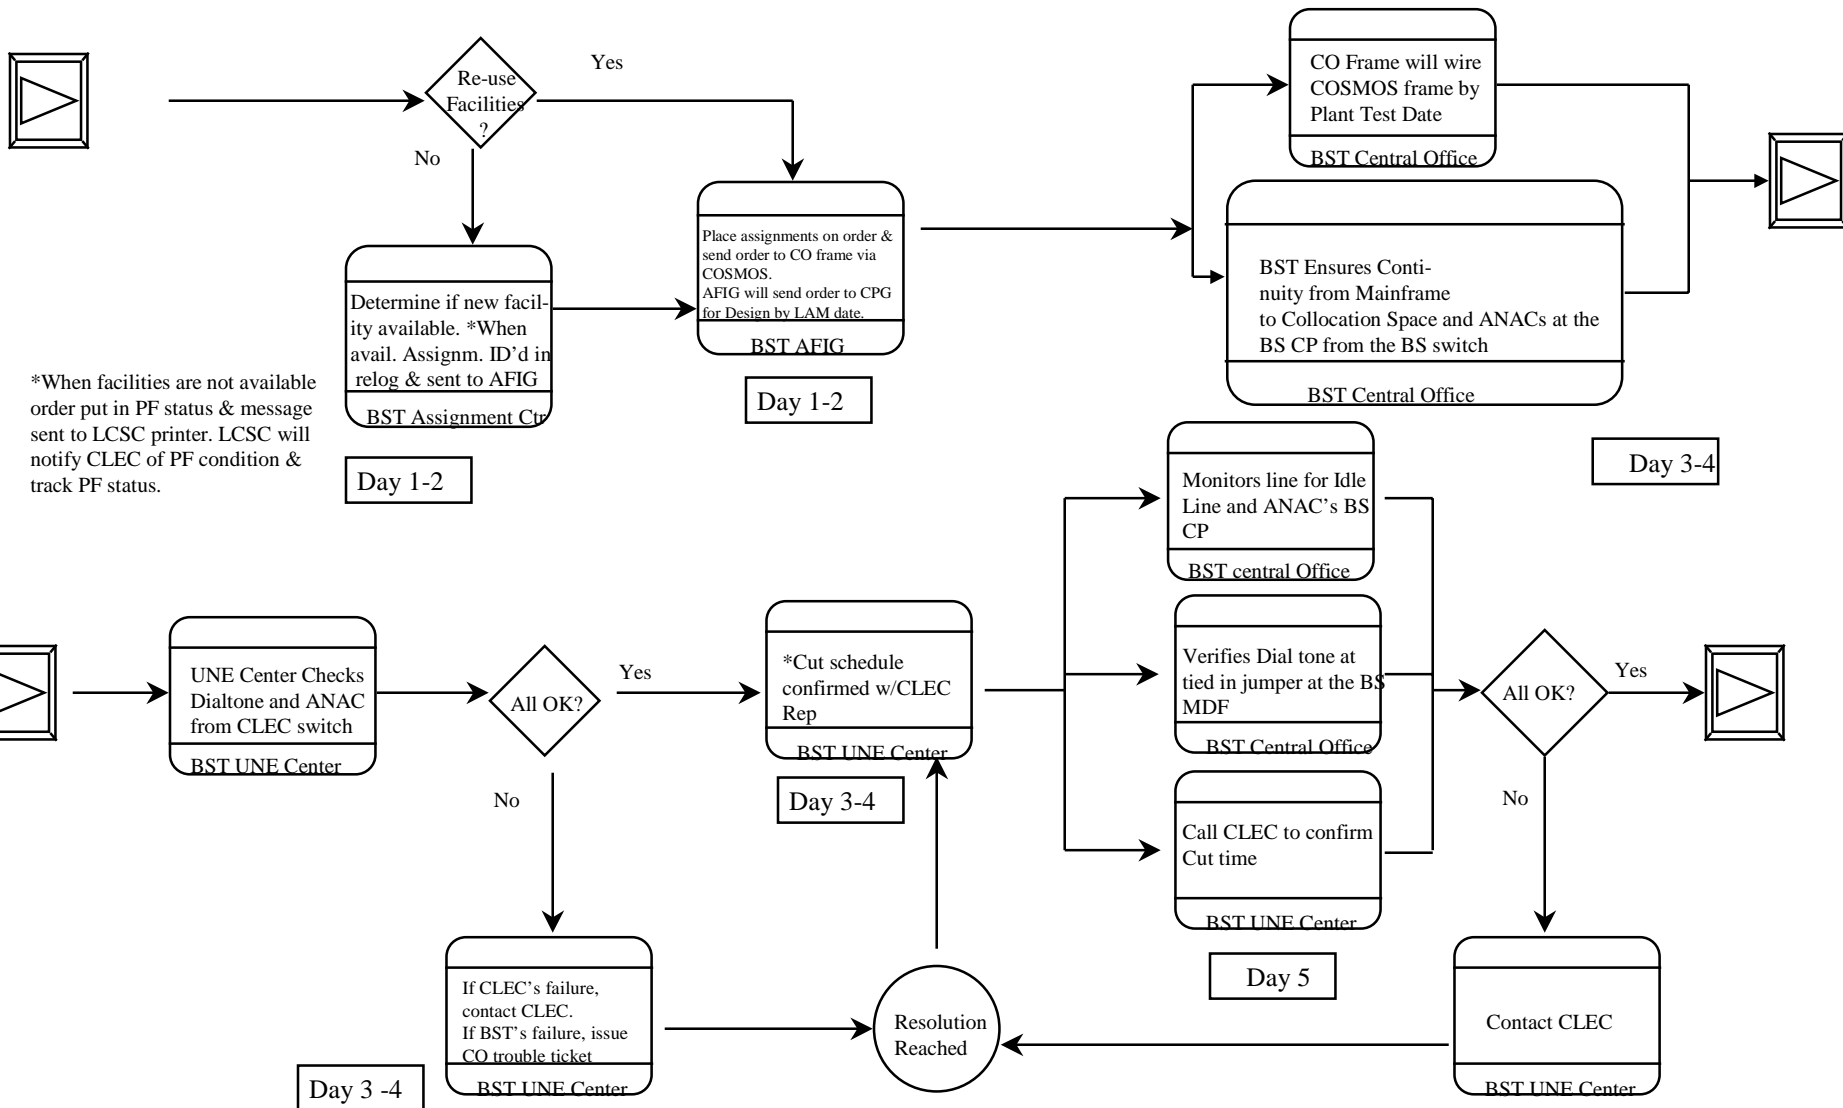 Re-use
Facilities
?
Yes
No
Determine if new facil-
ity available. *When
avail. Assignm. ID’d in
relog & sent to AFIG
BST Assignment Ctr
Day 1-2
*When facilities are not available
order put in PF status & message
sent to LCSC printer. LCSC will
notify CLEC of PF condition &
track PF status.
Place assignments on order &
send order to CO frame via
COSMOS.
AFIG will send order to CPG
for Design by LAM date.
BST AFIG
Day 1-2
CO Frame will wire
COSMOS frame by
Plant Test Date
BST Central Office
BST Ensures Conti-
nuity from Mainframe
to Collocation Space and ANACs at the
BS CP from the BS switch
BST Central Office
Day 3-4
UNE Center Checks
Dialtone and ANAC
from CLEC switch
BST UNE Center
All OK?
Yes
No
*Cut schedule
confirmed w/CLEC
Rep
BST UNE Center
Day 3-4
Monitors line for Idle
Line and ANAC’s BS
CP
BST central Office
Verifies Dial tone at
tied in jumper at the BS
MDF
BST Central Office
Call CLEC to confirm
Cut time
BST UNE Center
Day 5
All OK?
Yes
No
If CLEC’s failure,
contact CLEC.
If BST’s failure, issue
CO trouble ticket
BST UNE Center
Day 3 -4
Resolution
Reached
Contact CLEC
BST UNE Center